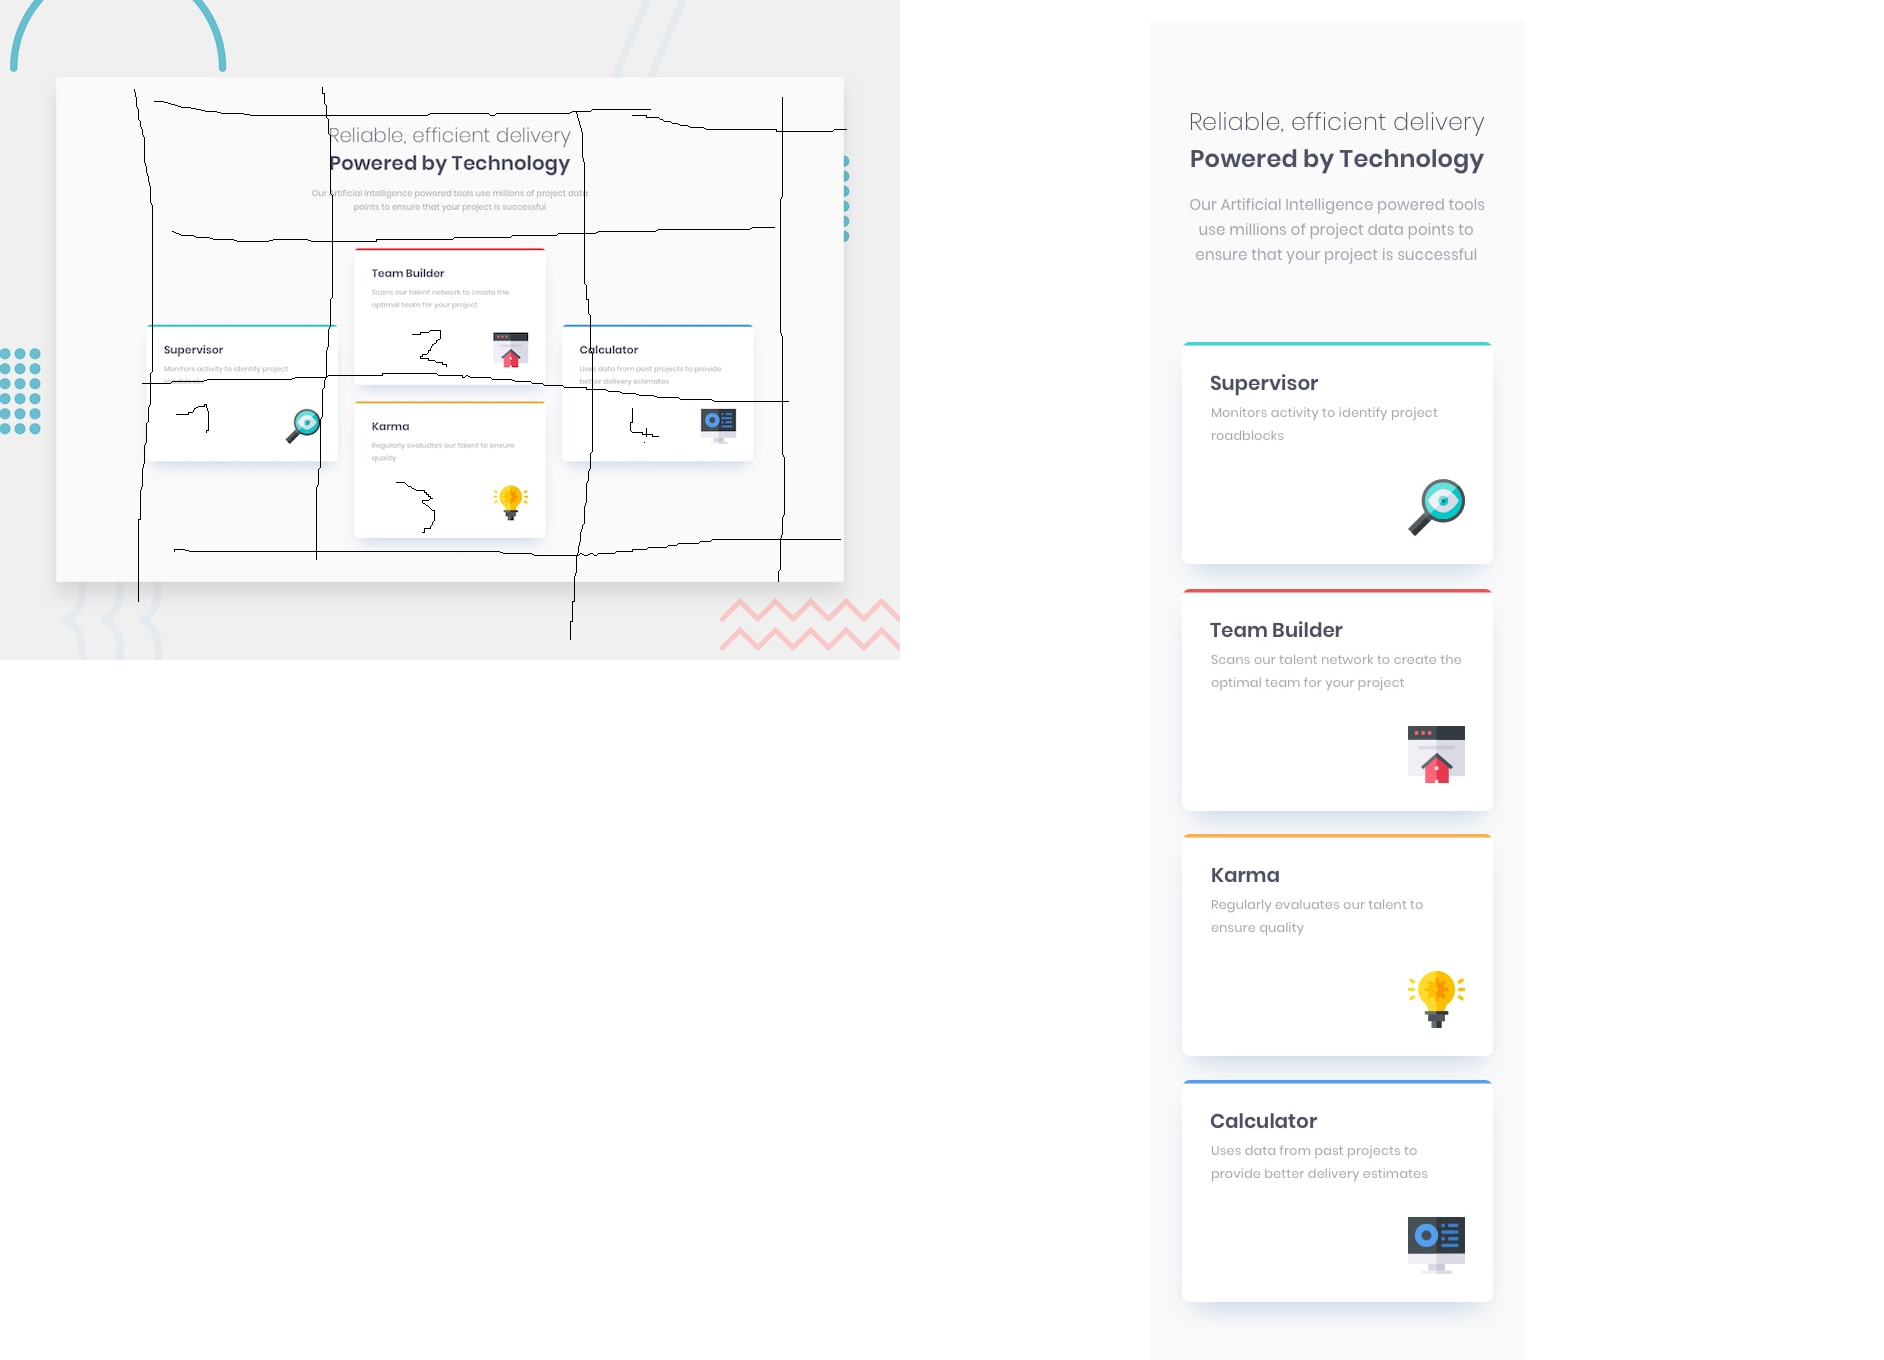 Reliable, efficient delivery
Powered by Technology
Our Artificial Intelligence powered tools use millions of project data
points to ensure that your project is successful
Team Builder
Scans our talent network to create the
optimal team for your project
2
Supervisor
Monitors activity to identify project
roadblocks
1
Calculator
Uses data from past projects to provide
better delivery estimates
4
Karma
Regularly evaluates our talent to ensure
quality
3
Reliable, efficient delivery
Powered by Technology
Our Artificial Intelligence powered tools
use millions of project data points to
ensure that your project is successful
Supervisor
Monitors activity to identify project
roadblocks
Team Builder
Scans our talent network to create the
optimal team for your project
Karma
Regularly evaluates our talent to
ensure quality
Calculator
Uses data from past projects to
provide better delivery estimates